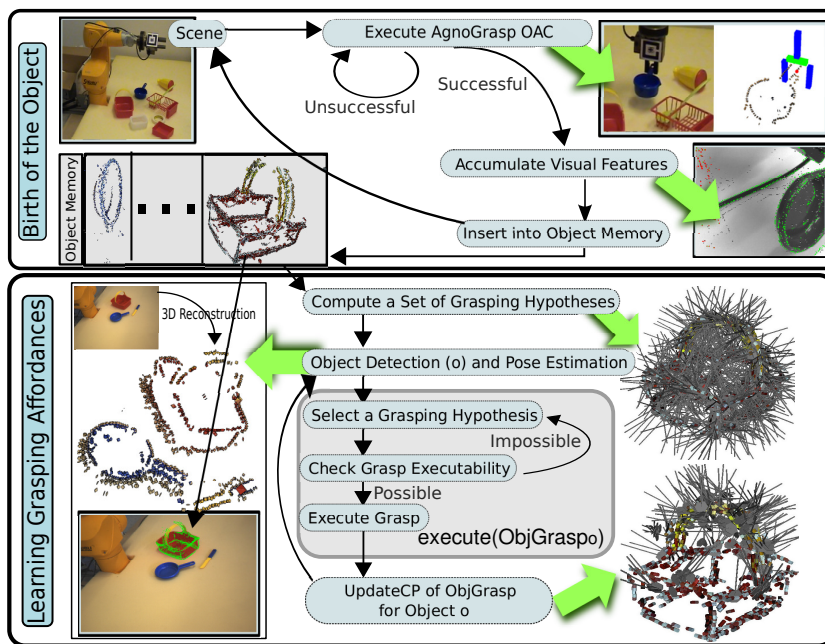 Birth of the Object
Scene
Execute AgnoGrasp OAC
Unsuccessful
Successful
Accumulate Visual Features
Object Memory
Insert into Object Memory
Learning Grasping Affordances
3D Reconstruction
Compute a Set of Grasping Hypotheses
Object Detection (o) and Pose Estimation
Select a Grasping Hypothesis
Impossible
Check Grasp Executability
Possible
Execute Grasp
execute(ObjGraspo)
UpdateCP of ObjGrasp
for Object o